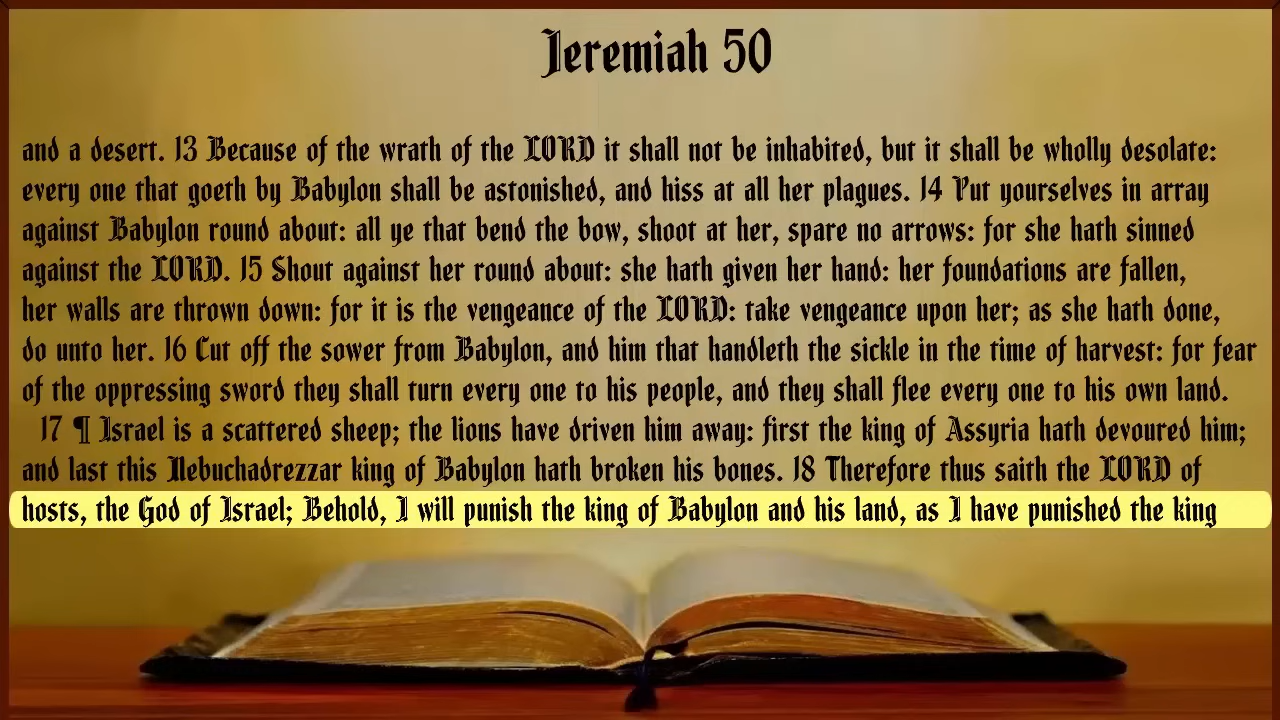 Jeremiah 50
and a desert. 13 Because of the wrath of the LORD it shall not be inhabited, but it shall be wholly desolate:
every one that goeth by Babylon shall be astonished, and hiss at all her plagues. 14 Put yourselves in array
against Babylon round about: all ye that bend the bow, shoot at her, spare no arrows: for she hath sinned
against the LORD. 15 Shout against her round about: she hath given her hand: her foundations are fallen,
her walls are thrown down: for it is the vengeance of the LORD: take vengeance upon her; as she hath done,
do unto her. 16 Cut off the sower from Babylon, and him that handleth the sickle in the time of harvest: for fear
of the oppressing sword they shall turn every one to his people, and they shall flee every one to his own land.
17 ¶ Israel is a scattered sheep; the lions have driven him away: first the king of Assyria hath devoured him;
and last this Nebuchadrezzar king of Babylon hath broken his bones. 18 Therefore thus saith the LORD of
hosts, the God of Israel; Behold, I will punish the king of Babylon and his land, as I have punished the king